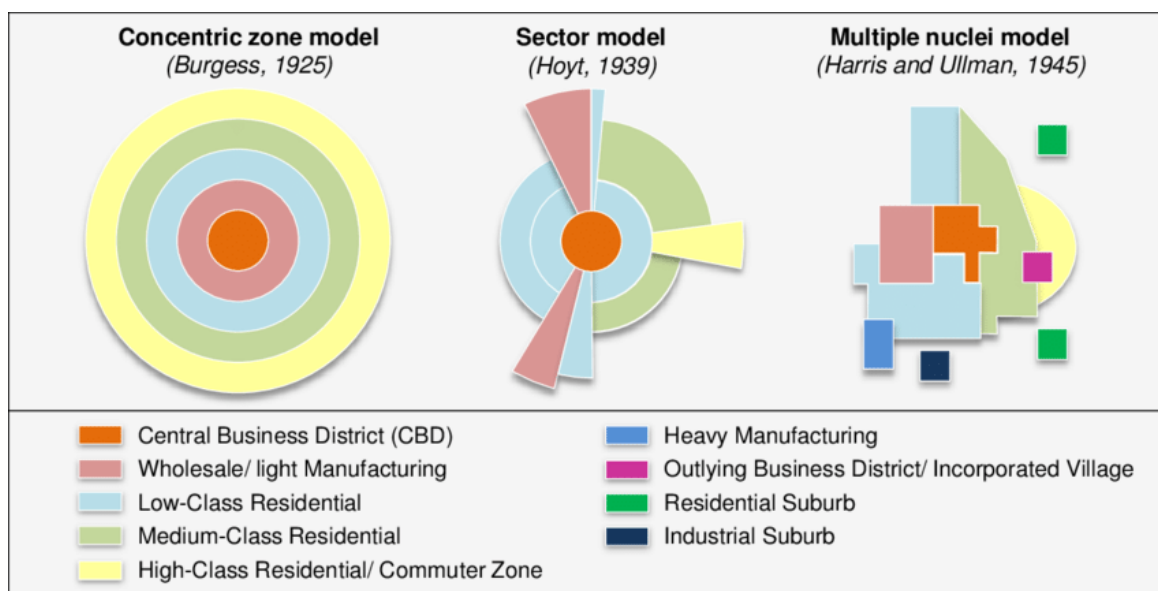 Concentric zone model
(Burgess, 1925)
Sector model
(Hoyt, 1939)
Multiple nuclei model
(Harris and Ullman, 1945)
Central Business District (CBD)
Wholesale/ light Manufacturing
Low-Class Residential
Medium-Class Residential
High-Class Residential/ Commuter Zone
Heavy Manufacturing
Outlying Business District/ Incorporated Village
Residential Suburb
Industrial Suburb